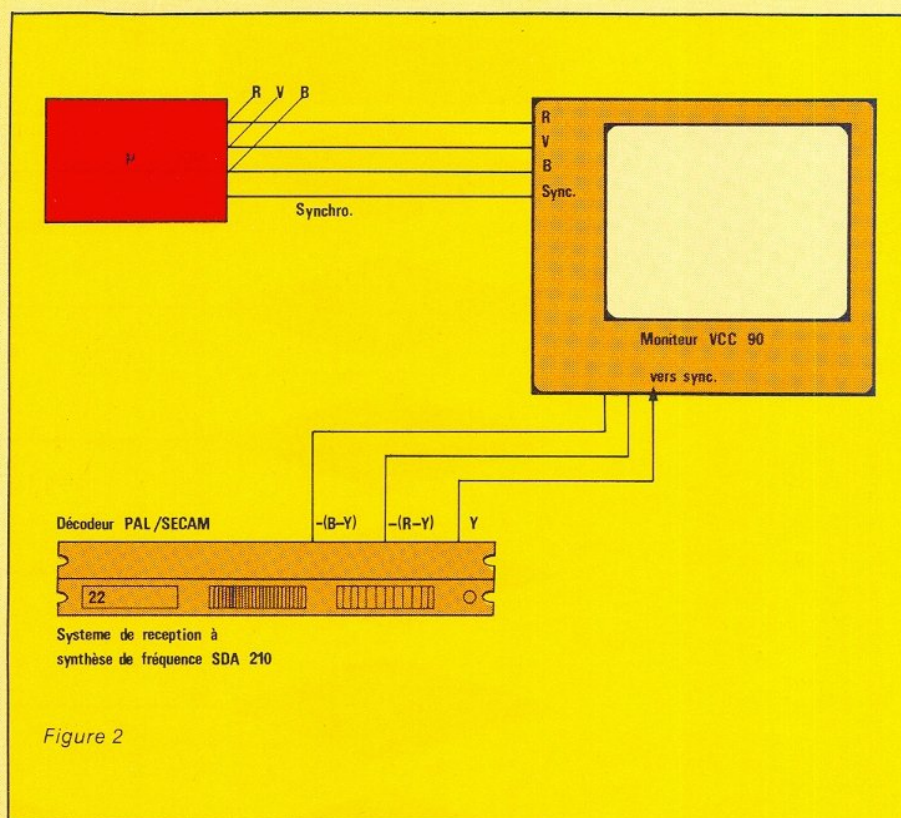 R V B
µ
Synchro.
R
V
B
Sync.
Moniteur VCC 90
vers sync.
Décodeur PAL/SECAM
-(B-Y)
-(R-Y)
Y
22
Systeme de reception à
synthèse de fréquence SDA 210
Figure 2